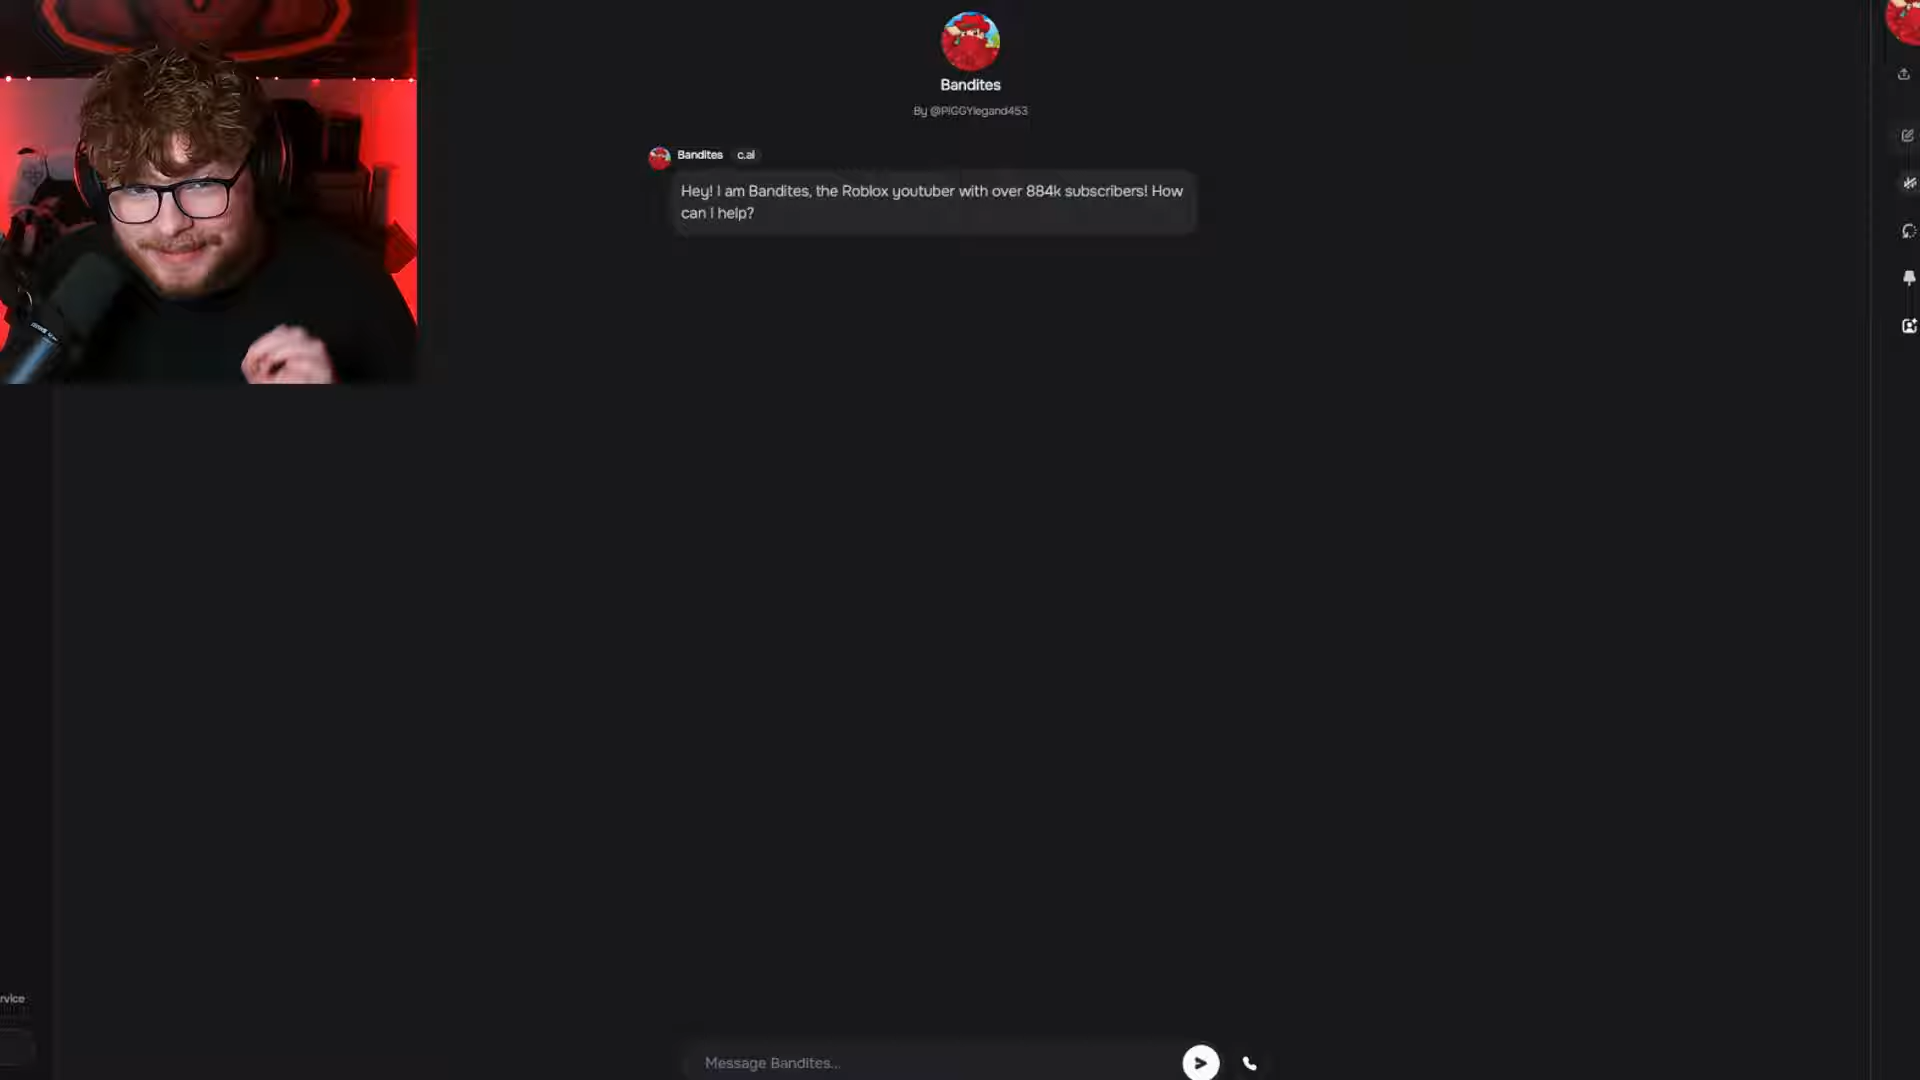 Bandites
By @PIGGYlegand453
Bandites c.ai
Hey! I am Bandites, the Roblox youtuber with over 884k subscribers! How
can I help?
rvice
Message Bandites...